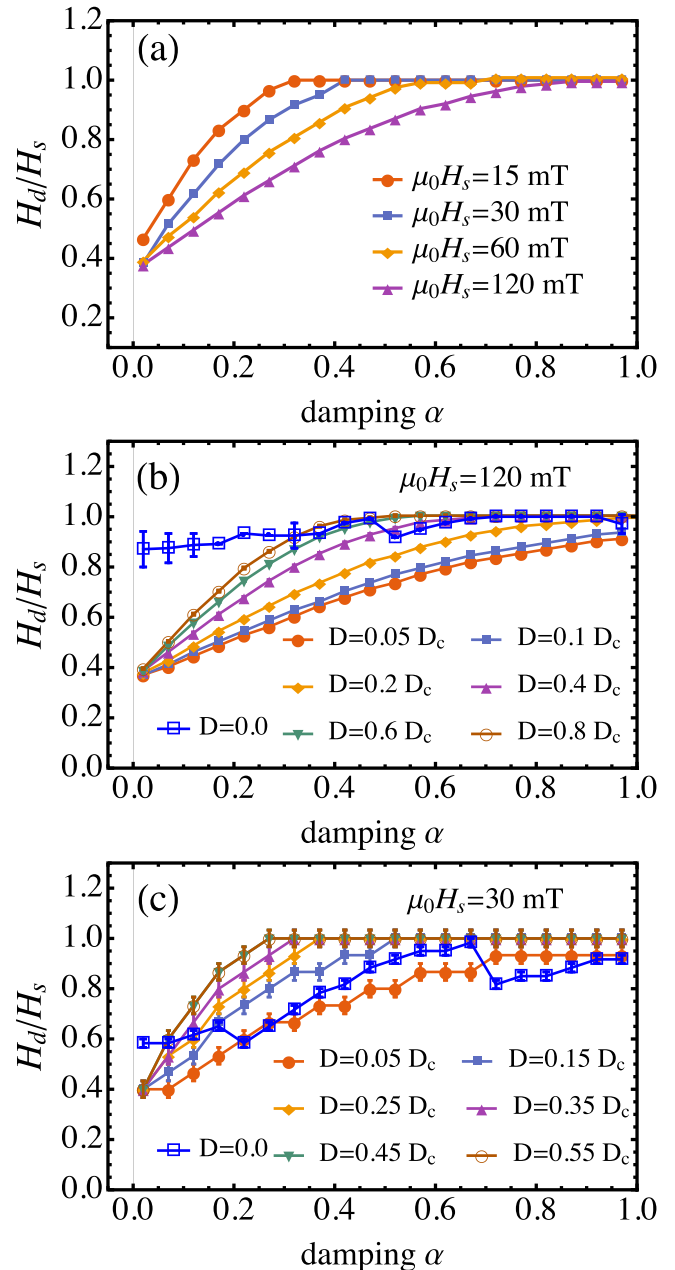 1.2
(a)
1.0
0.8
H_d/H_s
0.6
μ₀H_s=15 mT
μ₀H_s=30 mT
0.4
μ₀H_s=60 mT
μ₀H_s=120 mT
0.2
0.0 0.2 0.4 0.6 0.8 1.0
damping α
1.2
(b) μ₀H_s=120 mT
1.0
0.8
H_d/H_s
0.6
D=0.05 D_c D=0.1 D_c
0.4
D=0.2 D_c D=0.4 D_c
0.2
D=0.0 D=0.6 D_c D=0.8 D_c
0.0
0.0 0.2 0.4 0.6 0.8 1.0
damping α
1.2
(c) μ₀H_s=30 mT
1.0
0.8
H_d/H_s
0.6
D=0.05 D_c D=0.15 D_c
0.4
D=0.25 D_c D=0.35 D_c
0.2
D=0.0 D=0.45 D_c D=0.55 D_c
0.0
0.0 0.2 0.4 0.6 0.8 1.0
damping α